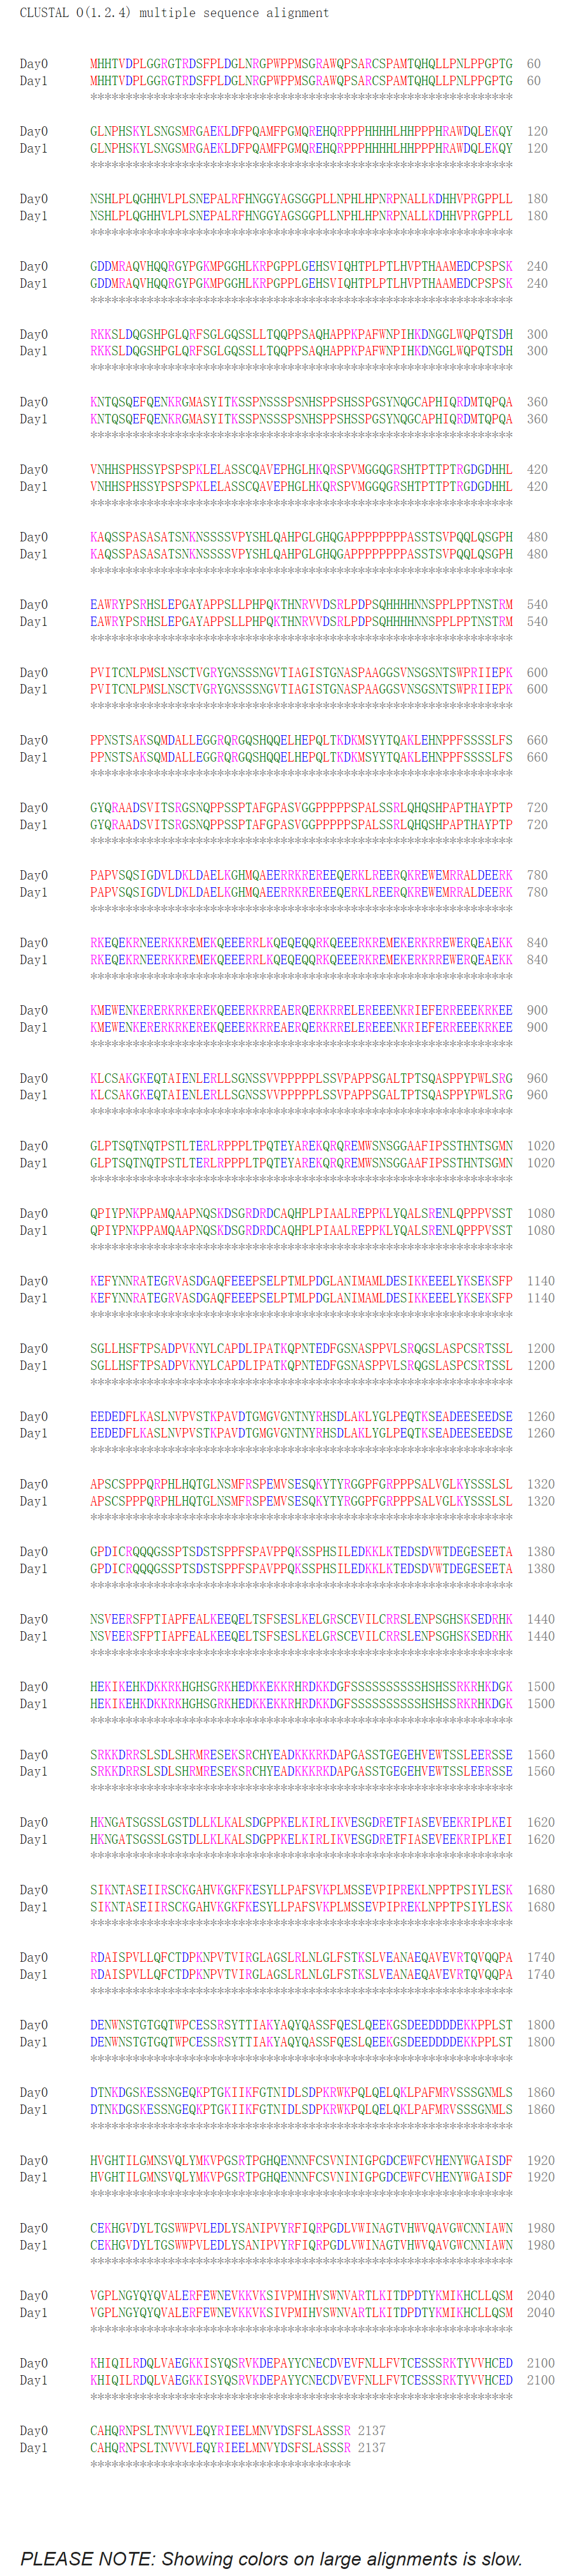 CLUSTAL O(1.2.4) multiple sequence alignment
Day0 MHHTVDPLGGRGTRDSFPLDGLNRGPWPPMSGRAWQPSARCSPAMTQHQLLPNLPPGPTG 60
Day1 MHHTVDPLGGRGTRDSFPLDGLNRGPWPPMSGRAWQPSARCSPAMTQHQLLPNLPPGPTG 60
************************************************************
Day0 GLNPHSKYLSNGSMRGAEKLDFPQAMFPGMQREHQRPPPHHHHLHHPPPHRAWDQLEKQY 120
Day1 GLNPHSKYLSNGSMRGAEKLDFPQAMFPGMQREHQRPPPHHHHLHHPPPHRAWDQLEKQY 120
************************************************************
Day0 NSHLPLQGHHVLPLSNEPALRFHNGGYAGSGGPLLNPHLHPNRPNALLKDHHVPRGPPLL 180
Day1 NSHLPLQGHHVLPLSNEPALRFHNGGYAGSGGPLLNPHLHPNRPNALLKDHHVPRGPPLL 180
************************************************************
Day0 GDDMRAQVHQQRGYPGKMPGGHLKRPGPPLGEHSVIQHTPLPTLHVPTHAAMEDCPSPSK 240
Day1 GDDMRAQVHQQRGYPGKMPGGHLKRPGPPLGEHSVIQHTPLPTLHVPTHAAMEDCPSPSK 240
************************************************************
Day0 RKKSLDQGSHPGLQRFSGLGQSSLLTQQPPSAQHAPPKPAFWNPIHKDNGGLWQPQTSDH 300
Day1 RKKSLDQGSHPGLQRFSGLGQSSLLTQQPPSAQHAPPKPAFWNPIHKDNGGLWQPQTSDH 300
************************************************************
Day0 KNTQSQEFQENKRGMASYITKSSPNSSSPSNHSPPSHSSPGSYNQGCAPHIQRDMTQPQA 360
Day1 KNTQSQEFQENKRGMASYITKSSPNSSSPSNHSPPSHSSPGSYNQGCAPHIQRDMTQPQA 360
************************************************************
Day0 VNHHSPHSSYPSPSPKLELASSCQAVEPHGLHKQRSPVMGGQGRSHTPTTPTRGDGDHHL 420
Day1 VNHHSPHSSYPSPSPKLELASSCQAVEPHGLHKQRSPVMGGQGRSHTPTTPTRGDGDHHL 420
************************************************************
Day0 KAQSSPASASATSNKNSSSSVPYSHLQAHPGLGHQGAPPPPPPPPASSTSVPQQLQSGPH 480
Day1 KAQSSPASASATSNKNSSSSVPYSHLQAHPGLGHQGAPPPPPPPPASSTSVPQQLQSGPH 480
************************************************************
Day0 EAWRYPSRHSLEPGAYAPPSLLPHPQKTHNRVVDSRLPDPSQHHHHNNSPPLPPTNSTRM 540
Day1 EAWRYPSRHSLEPGAYAPPSLLPHPQKTHNRVVDSRLPDPSQHHHHNNSPPLPPTNSTRM 540
************************************************************
Day0 PVITCNLPMSLNSCTVGRYGNSSSNGVTIAGISTGNASPAAGGSVNSGSNTSWPRIIEPK 600
Day1 PVITCNLPMSLNSCTVGRYGNSSSNGVTIAGISTGNASPAAGGSVNSGSNTSWPRIIEPK 600
************************************************************
Day0 PPNSTSAKSQMDALLEGGRQRGQSHQQELHEPQLTKDKMSYYTQAKLEHNPPFSSSSLFS 660
Day1 PPNSTSAKSQMDALLEGGRQRGQSHQQELHEPQLTKDKMSYYTQAKLEHNPPFSSSSLFS 660
************************************************************
Day0 GYQRAADSVITSRGSNQPPSSPTAFGPASVGGPPPPPSPALSSRLQHQSHPAPTHAYPTP 720
Day1 GYQRAADSVITSRGSNQPPSSPTAFGPASVGGPPPPPSPALSSRLQHQSHPAPTHAYPTP 720
************************************************************
Day0 PAPVSQSIGDVLDKLDAELKGHMQAEERRKREREEQERKLREERQKREWEMRRALDEERK 780
Day1 PAPVSQSIGDVLDKLDAELKGHMQAEERRKREREEQERKLREERQKREWEMRRALDEERK 780
************************************************************
Day0 RKEQEKRNEERKKREMEKQEEERRLKQEQEQQRKQEEERKREMEKERKRREWERQEAEKK 840
Day1 RKEQEKRNEERKKREMEKQEEERRLKQEQEQQRKQEEERKREMEKERKRREWERQEAEKK 840
************************************************************
Day0 KMEWENKERERKRKEREKQEEERKRREAERQERKRRELEREEENKRIEFERREEEKRKEE 900
Day1 KMEWENKERERKRKEREKQEEERKRREAERQERKRRELEREEENKRIEFERREEEKRKEE 900
************************************************************
Day0 KLCSAKGKEQTAIENLERLLSGNSSVVPPPPPLSSVPAPPSGALTPTSQASPPYPWLSRG 960
Day1 KLCSAKGKEQTAIENLERLLSGNSSVVPPPPPLSSVPAPPSGALTPTSQASPPYPWLSRG 960
************************************************************
Day0 GLPTSQTNQTPSTLTERLRPPPLTPQTEYAREKQRQREMWSNSGGAAFIPSSTHNTSGMN 1020
Day1 GLPTSQTNQTPSTLTERLRPPPLTPQTEYAREKQRQREMWSNSGGAAFIPSSTHNTSGMN 1020
************************************************************
Day0 QPIYPNKPPAMQAAPNQSKDSGRDRDCAQHPLPIAALREPPKLYQALSRENLQPPPVSST 1080
Day1 QPIYPNKPPAMQAAPNQSKDSGRDRDCAQHPLPIAALREPPKLYQALSRENLQPPPVSST 1080
************************************************************
Day0 KEFYNNRATEGRVASDGAQFEEEPSELPTMLPDGLANIMAMLDESIKKEEELYKSEKSFP 1140
Day1 KEFYNNRATEGRVASDGAQFEEEPSELPTMLPDGLANIMAMLDESIKKEEELYKSEKSFP 1140
************************************************************
Day0 SGLLHSFTPSADPVKNYLCAPDLIPATKQPNTEDFGSNASPPVLSRQGSLASPCSRTSSL 1200
Day1 SGLLHSFTPSADPVKNYLCAPDLIPATKQPNTEDFGSNASPPVLSRQGSLASPCSRTSSL 1200
************************************************************
Day0 EEDEDFLKASLNVPVSTKPAVDTGMGVGNTNYRHSDLAKLYGLPEQTKSEADEESEEDSE 1260
Day1 EEDEDFLKASLNVPVSTKPAVDTGMGVGNTNYRHSDLAKLYGLPEQTKSEADEESEEDSE 1260
************************************************************
Day0 APSCSPPPQRPHLHQTGLNSMFRSPEMVSESQKYTYRGGPFGRPPPSALVGLKYSSSLSL 1320
Day1 APSCSPPPQRPHLHQTGLNSMFRSPEMVSESQKYTYRGGPFGRPPPSALVGLKYSSSLSL 1320
************************************************************
Day0 GPDICRQQQGSSPTSDSTSPPFSPAVPPQKSSPHSILEDKKLKTEDSDVWTDEGESEETA 1380
Day1 GPDICRQQQGSSPTSDSTSPPFSPAVPPQKSSPHSILEDKKLKTEDSDVWTDEGESEETA 1380
************************************************************
Day0 NSVEERSFPTIAPFEALKEEQELTSFSESLKELGRSCEVILCRRSLENPSGHSKSEDRHK 1440
Day1 NSVEERSFPTIAPFEALKEEQELTSFSESLKELGRSCEVILCRRSLENPSGHSKSEDRHK 1440
************************************************************
Day0 HEKIKEHKDKKRKHGHSGRKHEDKKEKKRHRDKKDGFSSSSSSSSSSHSHSSRKRHKDGK 1500
Day1 HEKIKEHKDKKRKHGHSGRKHEDKKEKKRHRDKKDGFSSSSSSSSSSHSHSSRKRHKDGK 1500
************************************************************
Day0 SRKKDRRSLSDLSHRMRESEKSRCHYEADKKKRKDAPGASSTGEGEHVEWTSSLEERSSE 1560
Day1 SRKKDRRSLSDLSHRMRESEKSRCHYEADKKKRKDAPGASSTGEGEHVEWTSSLEERSSE 1560
************************************************************
Day0 HKNGATSGSSLGSTDLLKLKALSDGPPKELKIRLIKVESGDRETFIASEVEEKRIPLKEI 1620
Day1 HKNGATSGSSLGSTDLLKLKALSDGPPKELKIRLIKVESGDRETFIASEVEEKRIPLKEI 1620
************************************************************
Day0 SIKNTASEIIRSCKGAHVKGKFKESYLLPAFSVKPLMSSEVPIPREKLNPPTPSIYLESK 1680
Day1 SIKNTASEIIRSCKGAHVKGKFKESYLLPAFSVKPLMSSEVPIPREKLNPPTPSIYLESK 1680
************************************************************
Day0 RDAISPVLLQFCTDPKNPVTVIRGLAGSLRLNLGLFSTKSLVEANAEQAVEVRTQVQQPA 1740
Day1 RDAISPVLLQFCTDPKNPVTVIRGLAGSLRLNLGLFSTKSLVEANAEQAVEVRTQVQQPA 1740
************************************************************
Day0 DENWNSTGTGQTWPCESSRSYTTIAKYAQYQASSFQESLQEEKGSDEEDDDDEKKPPLST 1800
Day1 DENWNSTGTGQTWPCESSRSYTTIAKYAQYQASSFQESLQEEKGSDEEDDDDEKKPPLST 1800
************************************************************
Day0 DTNKDGSKESSNGEQKPTGKIIKFGTNIDLSDPKRWKPQLQELQKLPAFMRVSSSGNMLS 1860
Day1 DTNKDGSKESSNGEQKPTGKIIKFGTNIDLSDPKRWKPQLQELQKLPAFMRVSSSGNMLS 1860
************************************************************
Day0 HVGHTILGMNSVQLYMKVPGSRTPGHQENNNFCSVNINIGPGDCEWFCVHENYWGAISDF 1920
Day1 HVGHTILGMNSVQLYMKVPGSRTPGHQENNNFCSVNINIGPGDCEWFCVHENYWGAISDF 1920
************************************************************
Day0 CEKHGVDYLTGSWWPVLEDLYSANIPVYRFIQRPGDLVWINAGTVHWVQAVGWCNNIAWN 1980
Day1 CEKHGVDYLTGSWWPVLEDLYSANIPVYRFIQRPGDLVWINAGTVHWVQAVGWCNNIAWN 1980
************************************************************
Day0 VGPLNGYQYQVALERFEWNEVKKVKSIVPMIHVSWNVARTLKITDPDTYKMIKHCLLQSM 2040
Day1 VGPLNGYQYQVALERFEWNEVKKVKSIVPMIHVSWNVARTLKITDPDTYKMIKHCLLQSM 2040
************************************************************
Day0 KHIQILRDQLVAEGKKISYQSRVKDEPAYYCNECDVEVFNLLFVTCESSSRKTYVVHCED 2100
Day1 KHIQILRDQLVAEGKKISYQSRVKDEPAYYCNECDVEVFNLLFVTCESSSRKTYVVHCED 2100
************************************************************
Day0 CAHQRNPSLTNVVVLEQYRIEELMNVYDSFSLASSSR 2137
Day1 CAHQRNPSLTNVVVLEQYRIEELMNVYDSFSLASSSR 2137
*************************************
PLEASE NOTE: Showing colors on large alignments is slow.